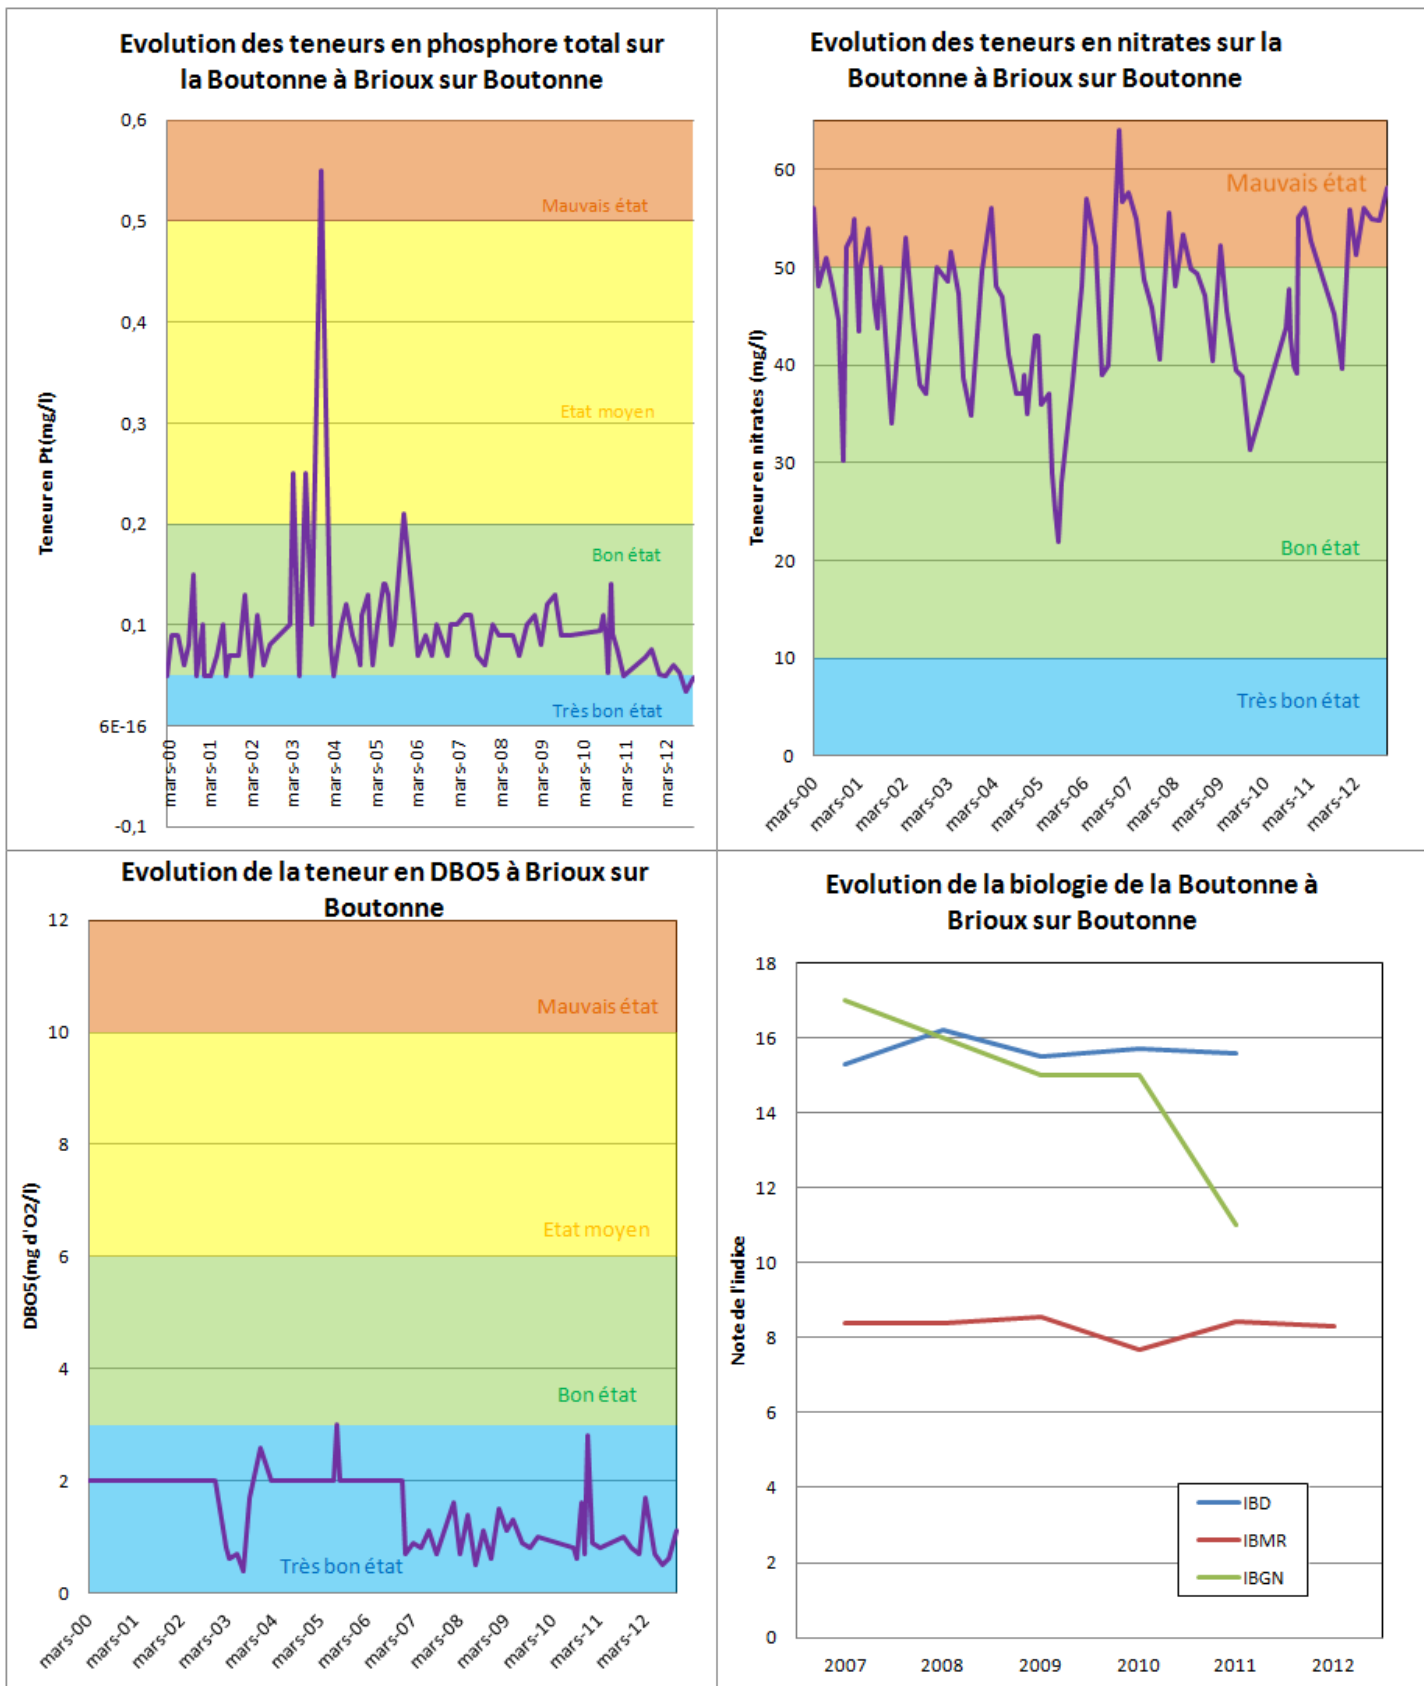 Evolution des teneurs en phosphore total sur
la Boutonne à Brioux sur Boutonne
0,6
0,5
0,4
0,3
0,2
0,1
6E-16
-0,1
Teneur en Pt(mg/l)
Mauvais état
Etat moyen
Bon état
Très bon état
mars-00
mars-01
mars-02
mars-03
mars-04
mars-05
mars-06
mars-07
mars-08
mars-09
mars-10
mars-11
mars-12
Evolution des teneurs en nitrates sur la
Boutonne à Brioux sur Boutonne
60
50
40
30
20
10
0
Teneur en nitrates (mg/l)
Mauvais état
Bon état
Très bon état
mars-00
mars-01
mars-02
mars-03
mars-04
mars-05
mars-06
mars-07
mars-08
mars-09
mars-10
mars-11
mars-12
Evolution de la teneur en DBO5 à Brioux sur
Boutonne
12
10
8
6
4
2
0
DBO5(mg d'O2/l)
Mauvais état
Etat moyen
Bon état
Très bon état
mars-00
mars-01
mars-02
mars-03
mars-04
mars-05
mars-06
mars-07
mars-08
mars-09
mars-10
mars-11
mars-12
Evolution de la biologie de la Boutonne à
Brioux sur Boutonne
18
16
14
12
10
8
6
4
2
0
Note de l'indice
IBD
IBMR
IBGN
2007
2008
2009
2010
2011
2012